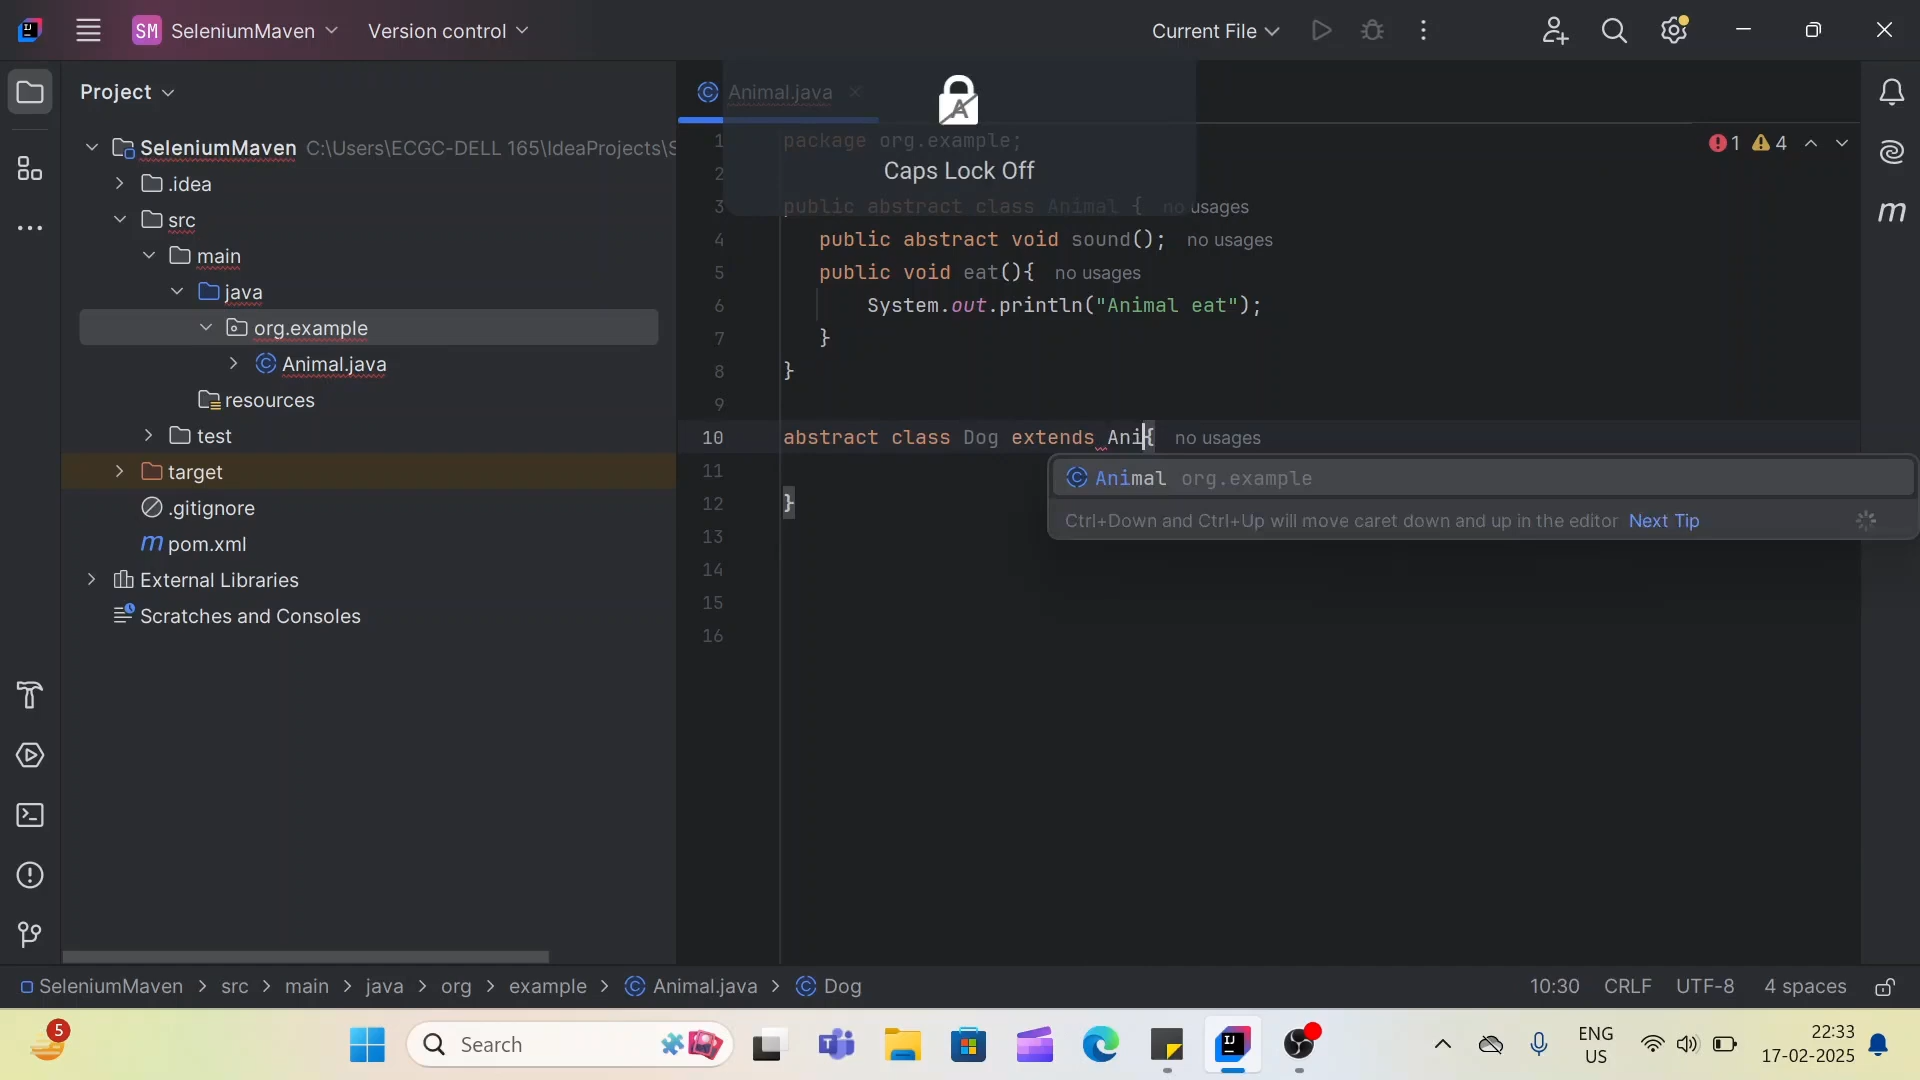 SM SeleniumMaven Version control Current File
Project
Animal.java
Caps Lock Off
SeleniumMaven C:\Users\ECGC-DELL 165\IdeaProjects\S
.idea
src
main
java
org.example
Animal.java
resources
test
target
.gitignore
pom.xml
External Libraries
Scratches and Consoles
1 package org.example;
2
3 public abstract class Animal { no usages
4 public abstract void sound(); no usages
5 public void eat(){ no usages
6 System.out.println("Animal eat");
7 }
8 }
9
10 abstract class Dog extends Ani{ no usages
11
12 }
13
14
15
16
1 4
Animal org.example
Ctrl+Down and Ctrl+Up will move caret down and up in the editor Next Tip
SeleniumMaven > src > main > java > org > example > Animal.java > Dog
10:30 CRLF UTF-8 4 spaces
5
Search
ENG
US
22:33
17-02-2025